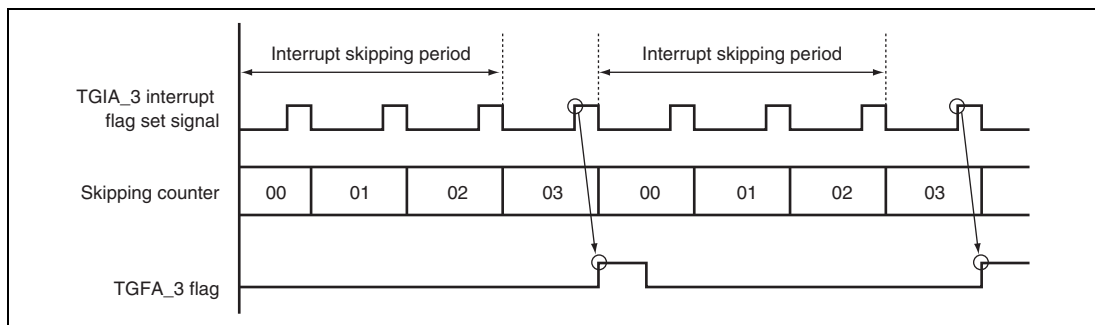 Interrupt skipping period Interrupt skipping period
TGIA_3 interrupt
flag set signal
Skipping counter 00 01 02 03 00 01 02 03
TGFA_3 flag